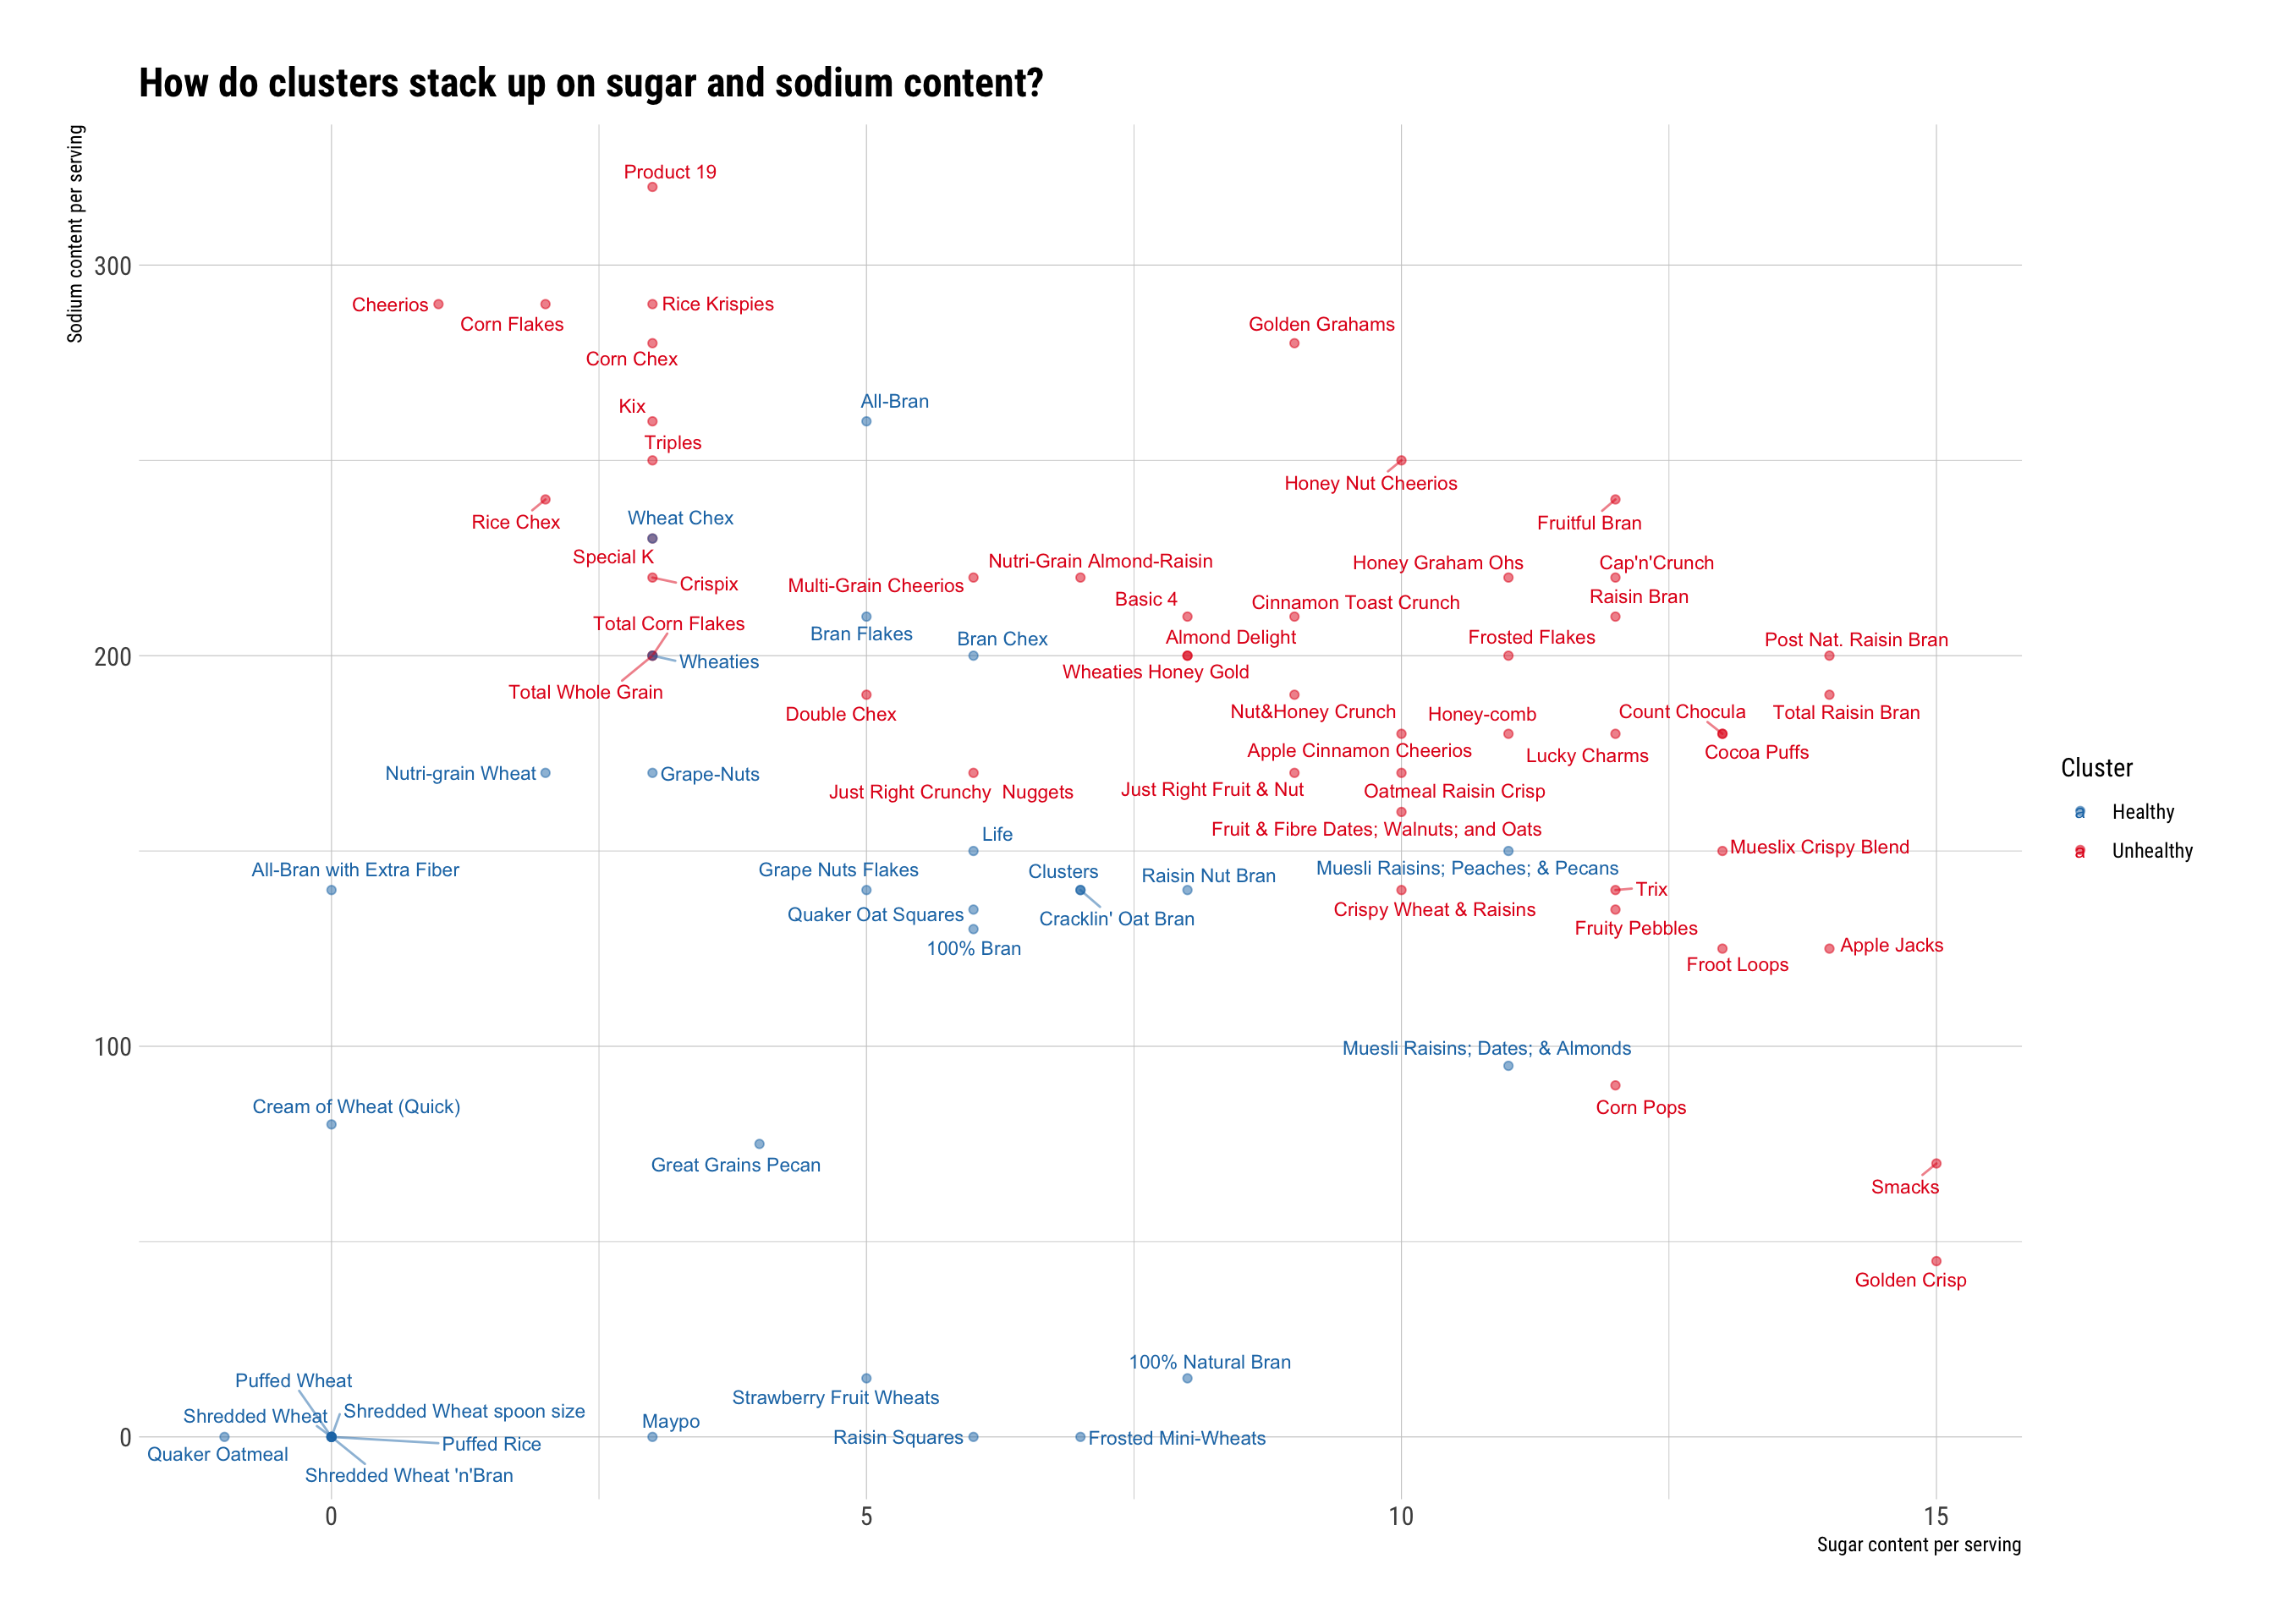 How do clusters stack up on sugar and sodium content?
Sodium content per serving
Product 19
300
Cheerios
Rice Krispies
Corn Flakes
Golden Grahams
Corn Chex
All-Bran
Kix
Triples
Honey Nut Cheerios
Rice Chex
Wheat Chex
Fruitful Bran
Special K
Nutri-Grain Almond-Raisin
Honey Graham Ohs
Cap'n'Crunch
Crispix
Multi-Grain Cheerios
Raisin Bran
Basic 4
Cinnamon Toast Crunch
Total Corn Flakes
Bran Flakes
Bran Chex
Almond Delight
Frosted Flakes
Post Nat. Raisin Bran
200
Wheaties
Wheaties Honey Gold
Total Whole Grain
Double Chex
Nut&Honey Crunch
Honey-comb
Count Chocula
Total Raisin Bran
Apple Cinnamon Cheerios
Lucky Charms
Cocoa Puffs
Nutri-grain Wheat
Grape-Nuts
Just Right Crunchy  Nuggets
Just Right Fruit & Nut
Oatmeal Raisin Crisp
Fruit & Fibre Dates; Walnuts; and Oats
Life
Mueslix Crispy Blend
All-Bran with Extra Fiber
Grape Nuts Flakes
Clusters
Raisin Nut Bran
Muesli Raisins; Peaches; & Pecans
Trix
Quaker Oat Squares
Cracklin' Oat Bran
Crispy Wheat & Raisins
Fruity Pebbles
100% Bran
Apple Jacks
Froot Loops
100
Muesli Raisins; Dates; & Almonds
Cream of Wheat (Quick)
Corn Pops
Great Grains Pecan
Smacks
Golden Crisp
100% Natural Bran
Puffed Wheat
Strawberry Fruit Wheats
Shredded Wheat
Shredded Wheat spoon size
Maypo
0
Quaker Oatmeal
Puffed Rice
Raisin Squares
Frosted Mini-Wheats
Shredded Wheat 'n'Bran
0
5
10
15
Sugar content per serving
Cluster
a Healthy
a Unhealthy